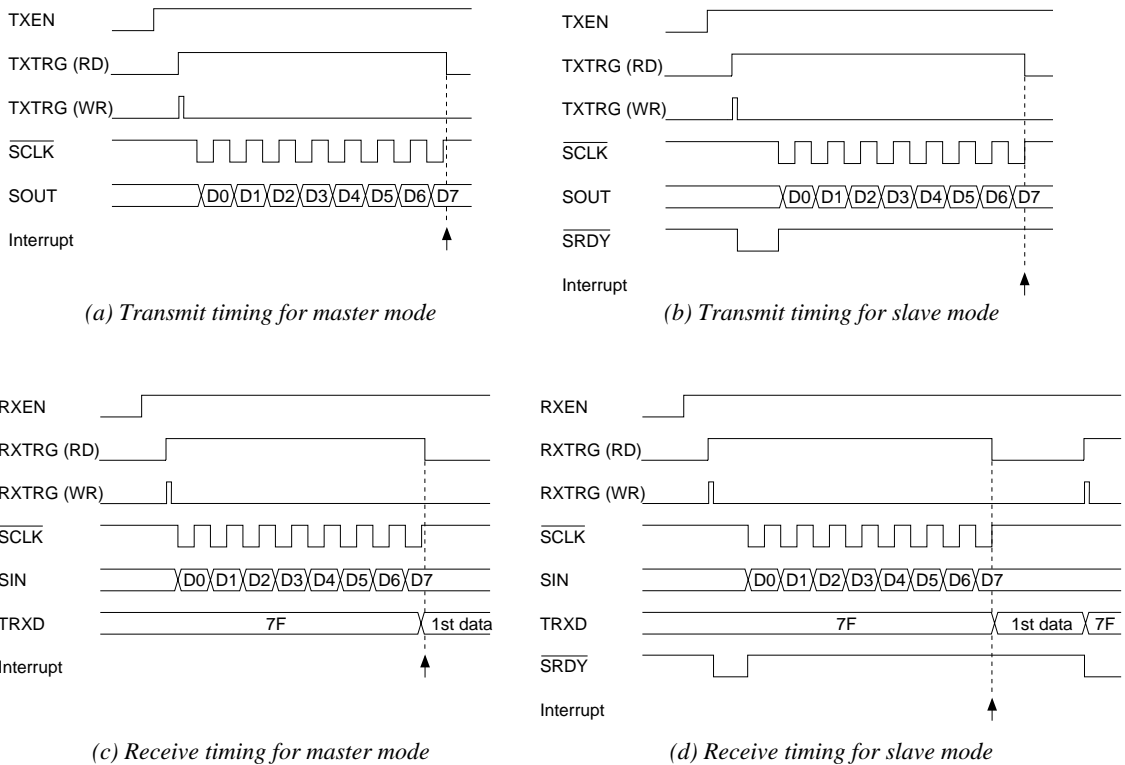 TXEN
TXTRG (RD)
TXTRG (WR)
SCLK
SOUT D0 D1 D2 D3 D4 D5 D6 D7
Interrupt
(a) Transmit timing for master mode
TXEN
TXTRG (RD)
TXTRG (WR)
SCLK
SOUT D0 D1 D2 D3 D4 D5 D6 D7
SRDY
Interrupt
(b) Transmit timing for slave mode
RXEN
RXTRG (RD)
RXTRG (WR)
SCLK
SIN D0 D1 D2 D3 D4 D5 D6 D7
TRXD 7F 1st data
Interrupt
(c) Receive timing for master mode
RXEN
RXTRG (RD)
RXTRG (WR)
SCLK
SIN D0 D1 D2 D3 D4 D5 D6 D7
TRXD 7F 1st data 7F
SRDY
Interrupt
(d) Receive timing for slave mode